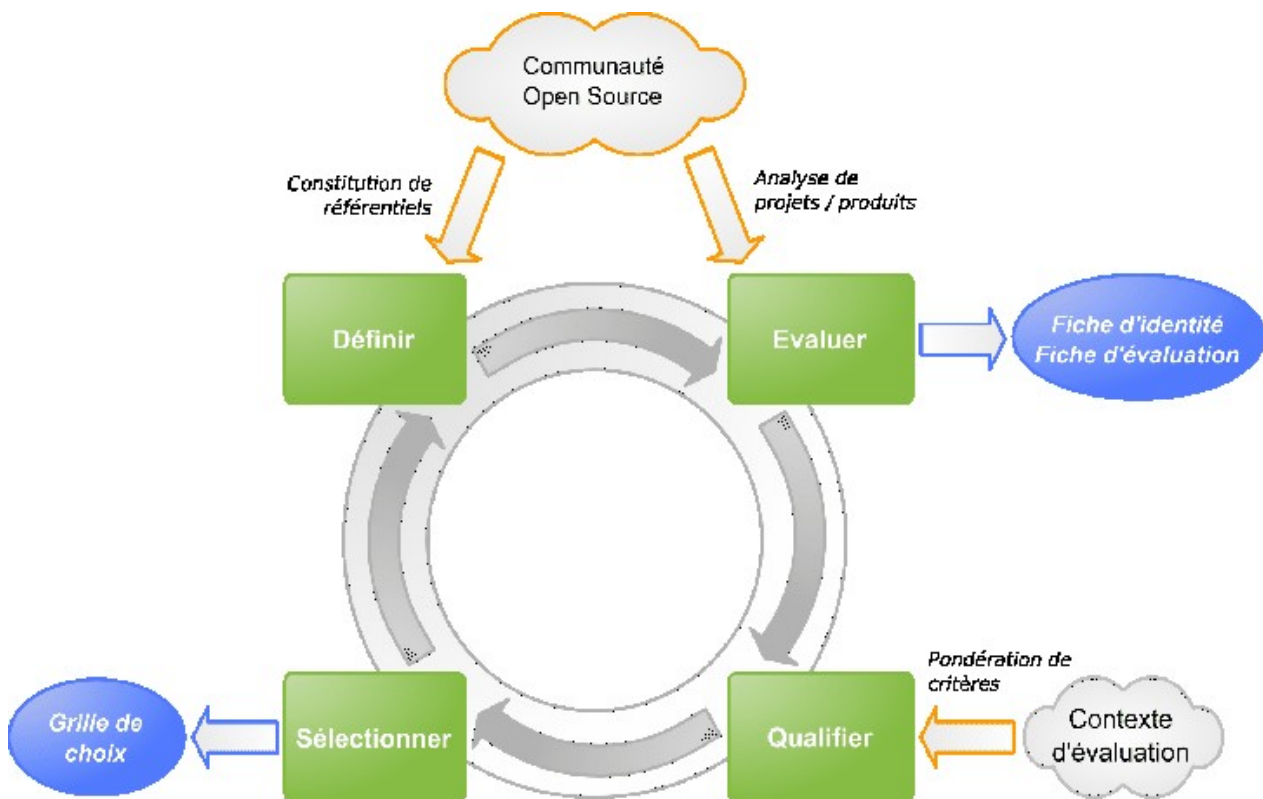 Communauté
Open Source
Constitution de
référentiels
Analyse de
projets / produits
Définir
Evaluer
Fiche d'identité
Fiche d'évaluation
Pondération de
critères
Grille de
choix
Sélectionner
Qualifier
Contexte
d'évaluation